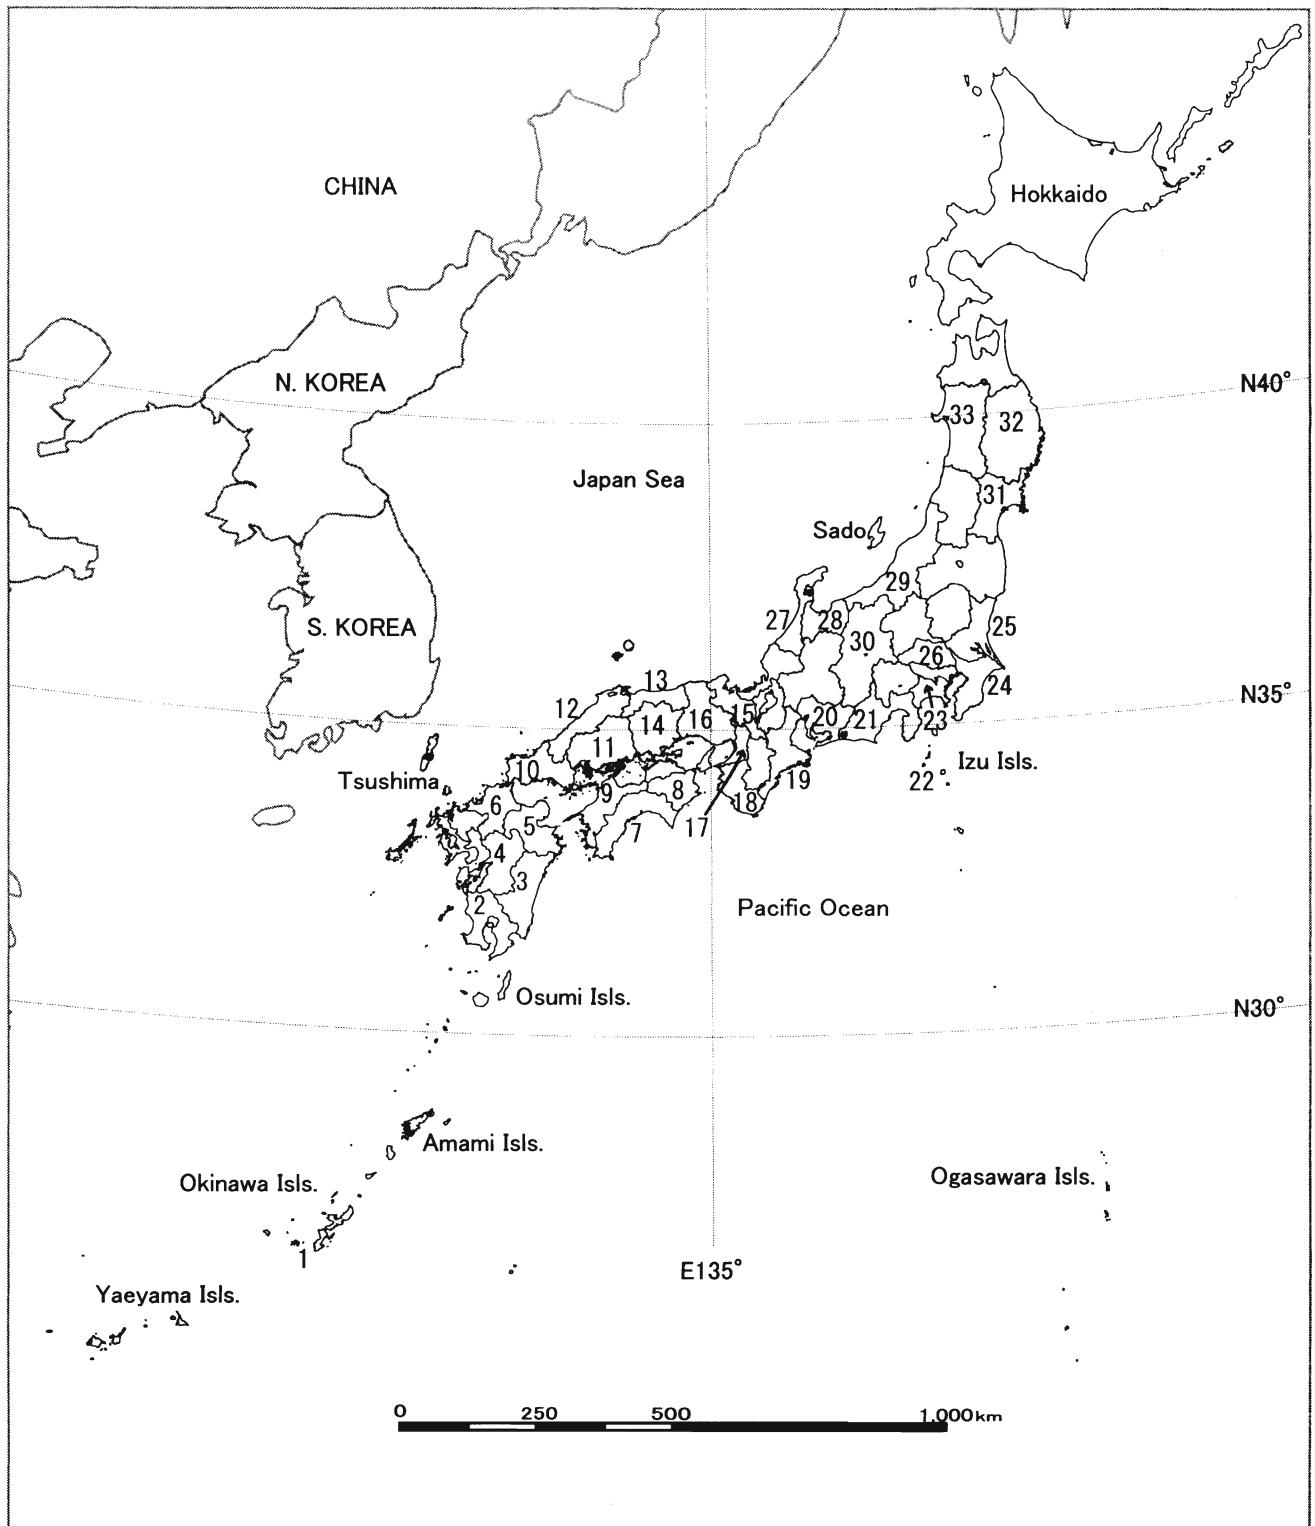 CHINA
Hokkaido
N. KOREA
N40°
33
32
Japan Sea
31
Sado
29
S. KOREA
27
28
25
30
26
13
24
N35°
12
16
15
20
21
23
14
11
Izu Isls.
Tsushima
10
19
22
9
8
18
6
17
5
7
4
3
2
Pacific Ocean
Osumi Isls.
N30°
Amami Isls.
Okinawa Isls.
Ogasawara Isls.
1
E135°
Yaeyama Isls.
0 250 500 1,000km